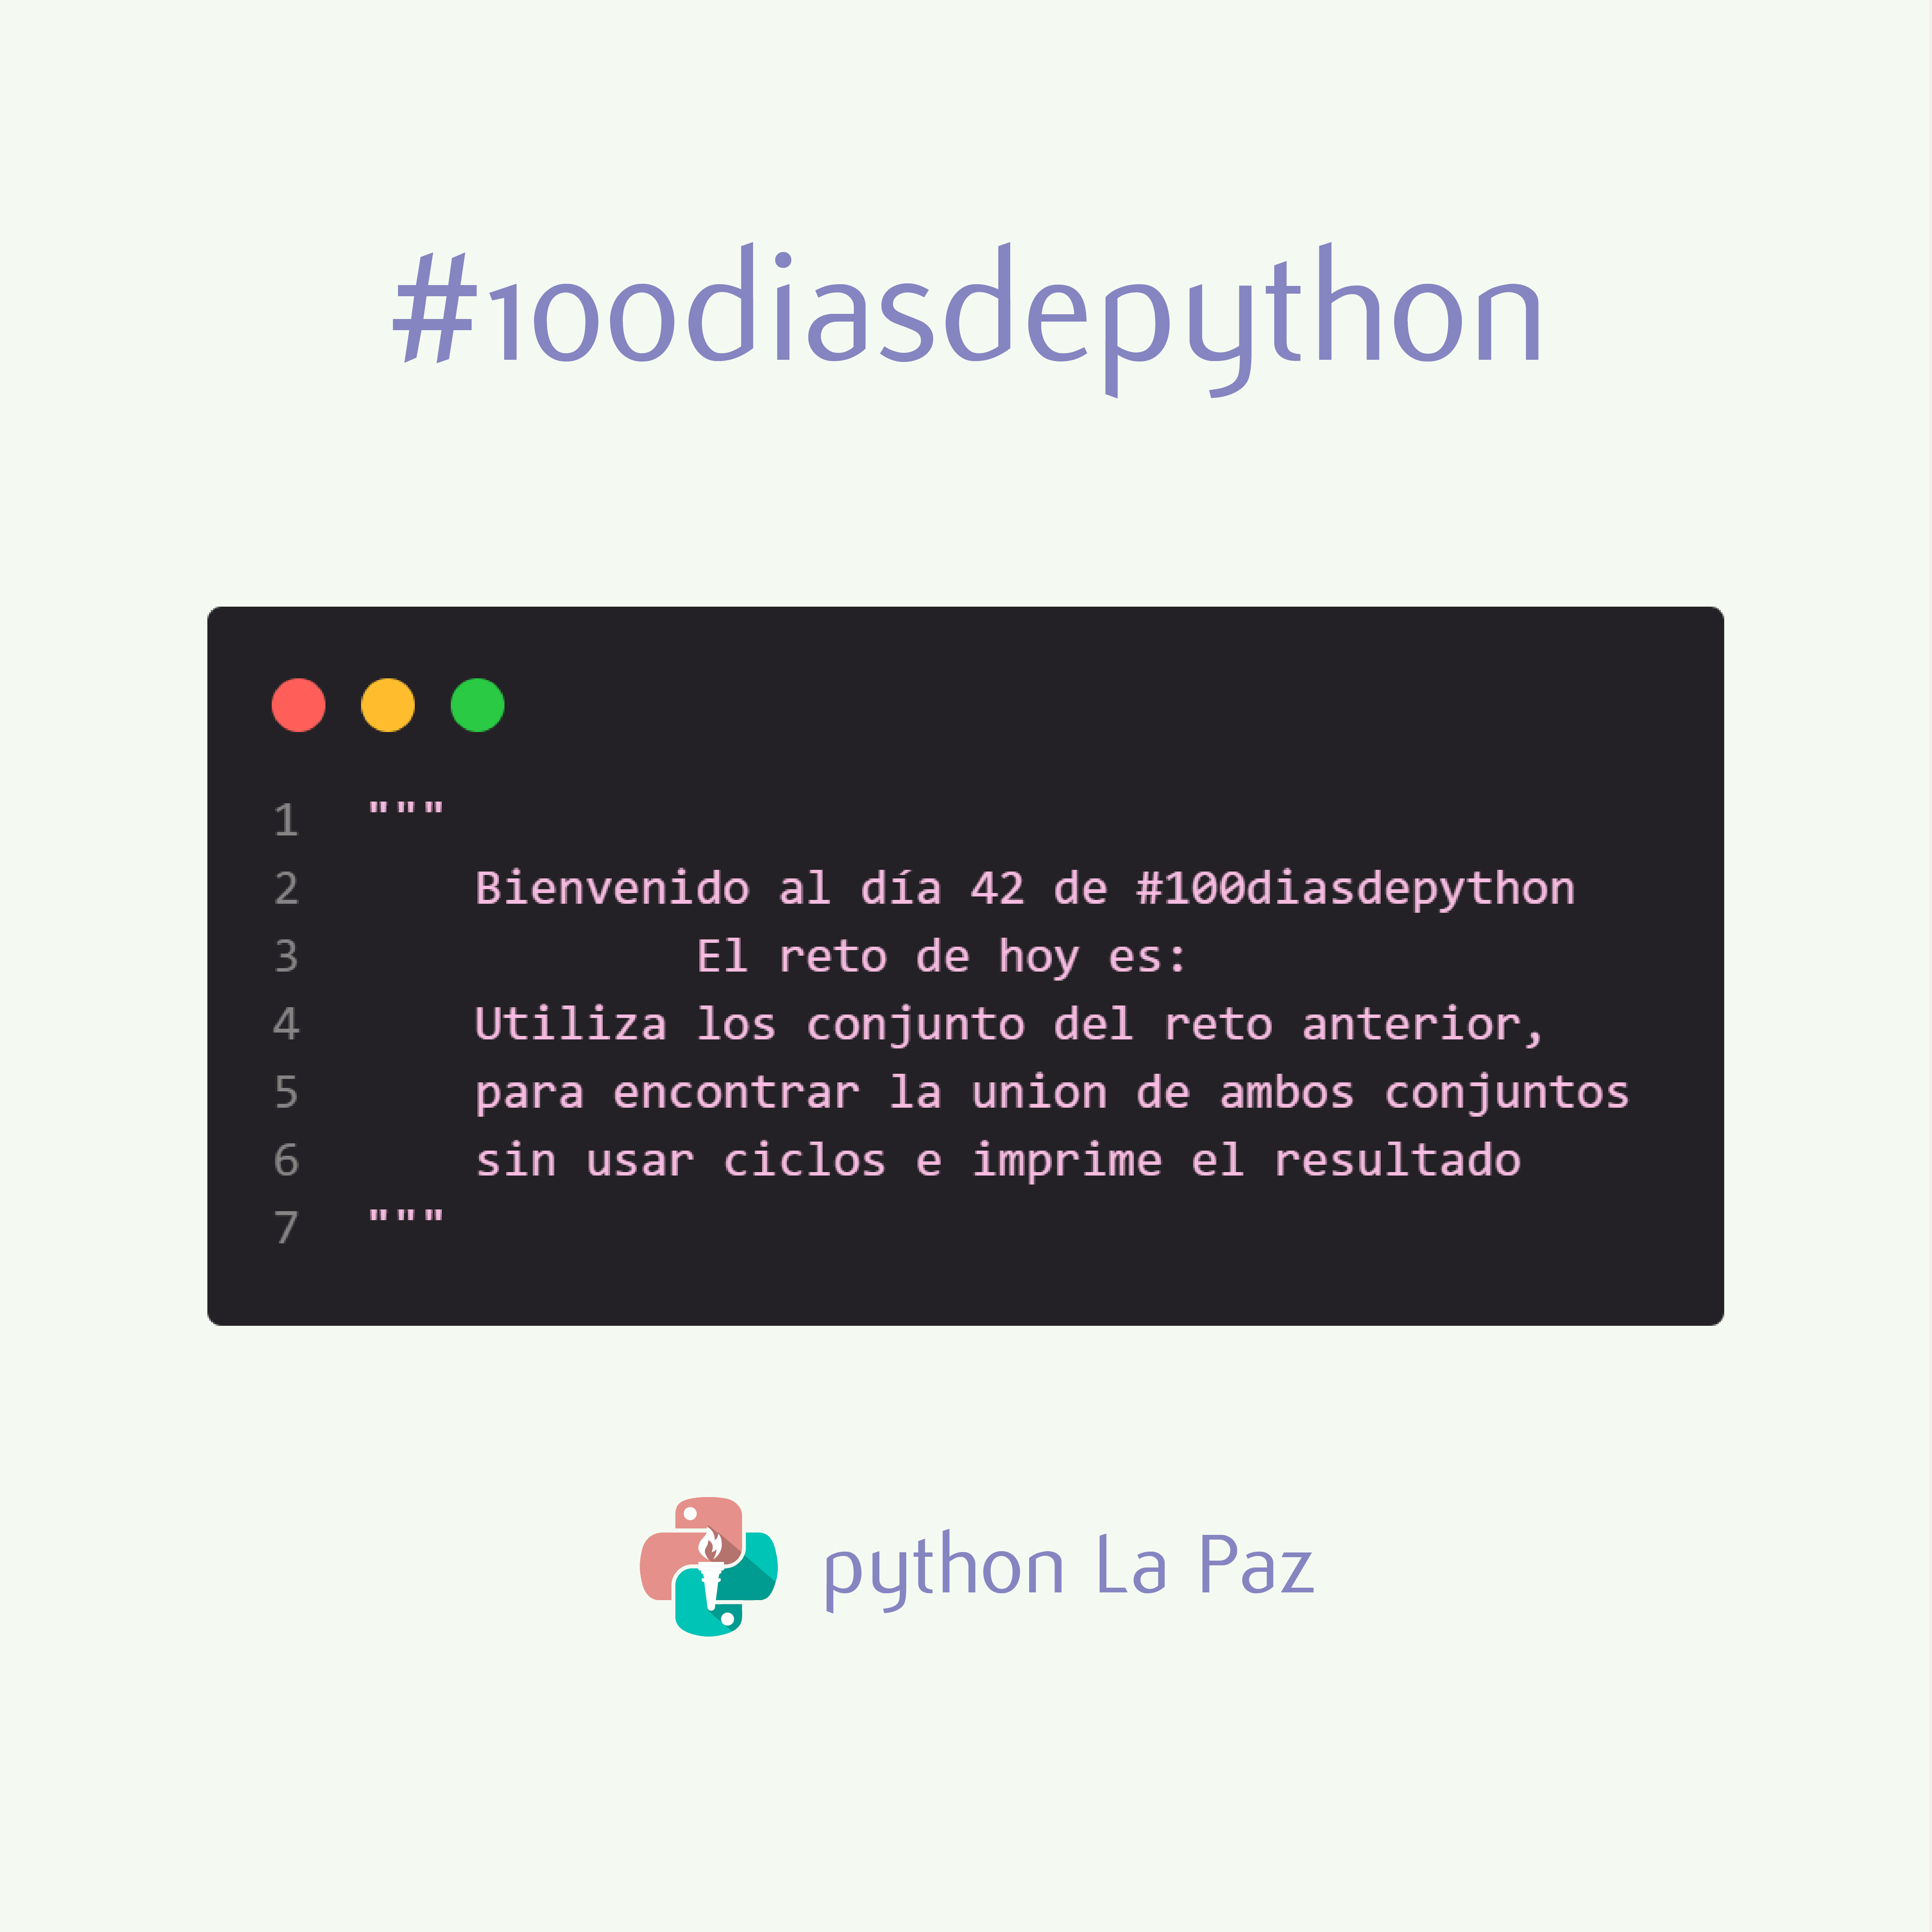 #100diasdepython
1 """
2 Bienvenido al día 42 de #100diasdepython
3 El reto de hoy es:
4 Utiliza los conjunto del reto anterior,
5 para encontrar la union de ambos conjuntos
6 sin usar ciclos e imprime el resultado
7 """
python La Paz